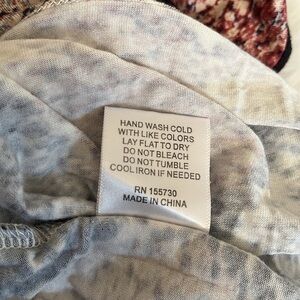 HAND WASH COLD
WITH LIKE COLORS
LAY FLAT TO DRY
DO NOT BLEACH
DO NOT TUMBLE
COOL IRON IF NEEDED
RN 155730
MADE IN CHINA